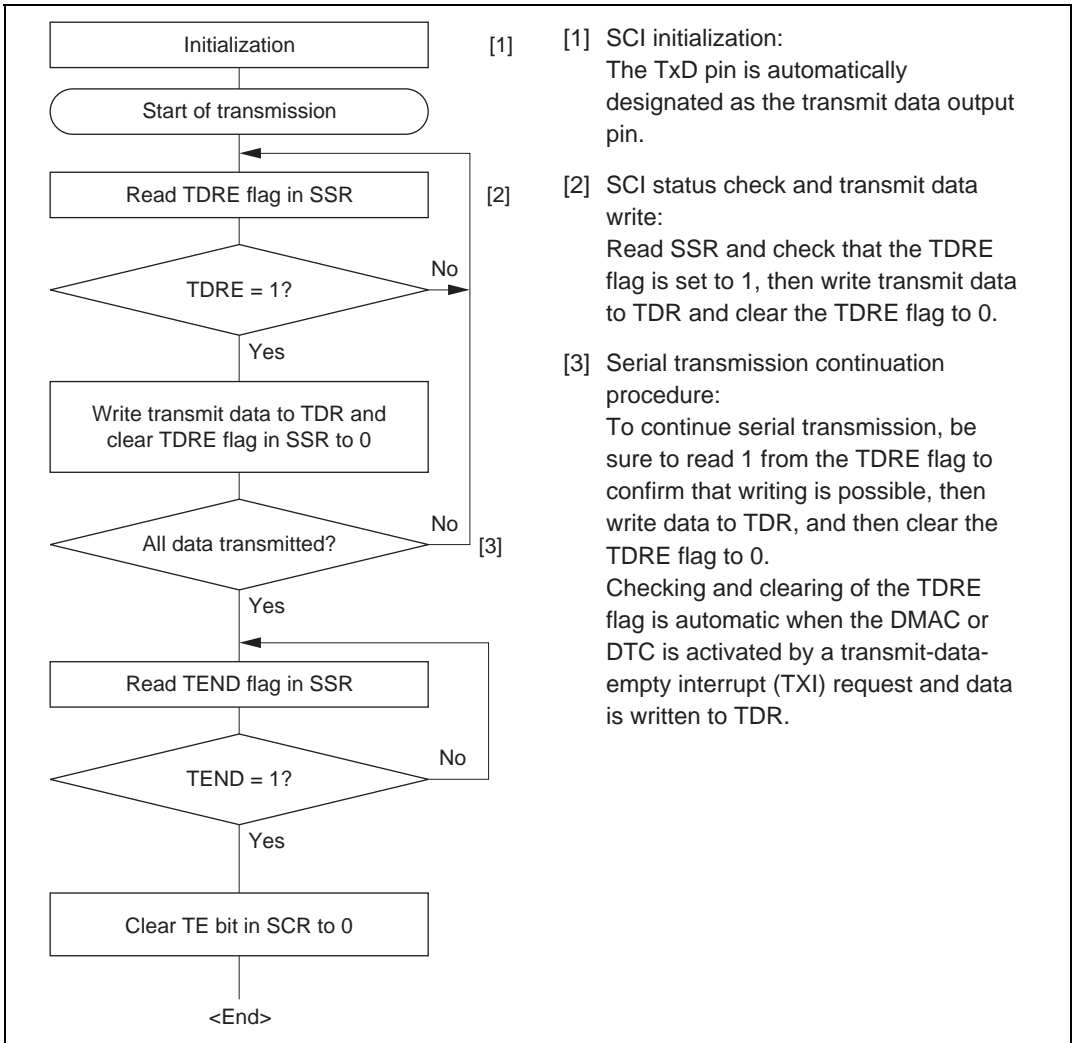 Initialization
[1]
Start of transmission
Read TDRE flag in SSR
[2]
TDRE = 1?
No
Yes
Write transmit data to TDR and
clear TDRE flag in SSR to 0
All data transmitted?
No
[3]
Yes
Read TEND flag in SSR
TEND = 1?
No
Yes
Clear TE bit in SCR to 0
<End>
[1] SCI initialization:
The TxD pin is automatically
designated as the transmit data output
pin.
[2] SCI status check and transmit data
write:
Read SSR and check that the TDRE
flag is set to 1, then write transmit data
to TDR and clear the TDRE flag to 0.
[3] Serial transmission continuation
procedure:
To continue serial transmission, be
sure to read 1 from the TDRE flag to
confirm that writing is possible, then
write data to TDR, and then clear the
TDRE flag to 0.
Checking and clearing of the TDRE
flag is automatic when the DMAC or
DTC is activated by a transmit-data-
empty interrupt (TXI) request and data
is written to TDR.